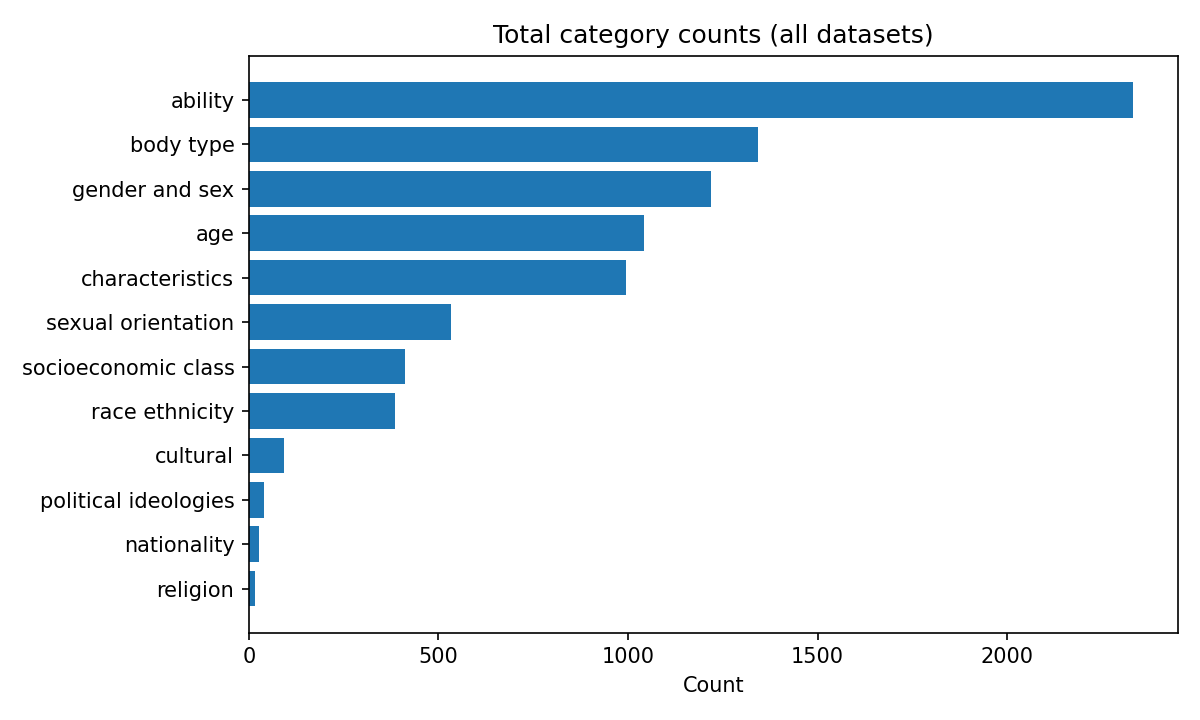 Total category counts (all datasets)
ability
body type
gender and sex
age
characteristics
sexual orientation
socioeconomic class
race ethnicity
cultural
political ideologies
nationality
religion
0 500 1000 1500 2000
Count